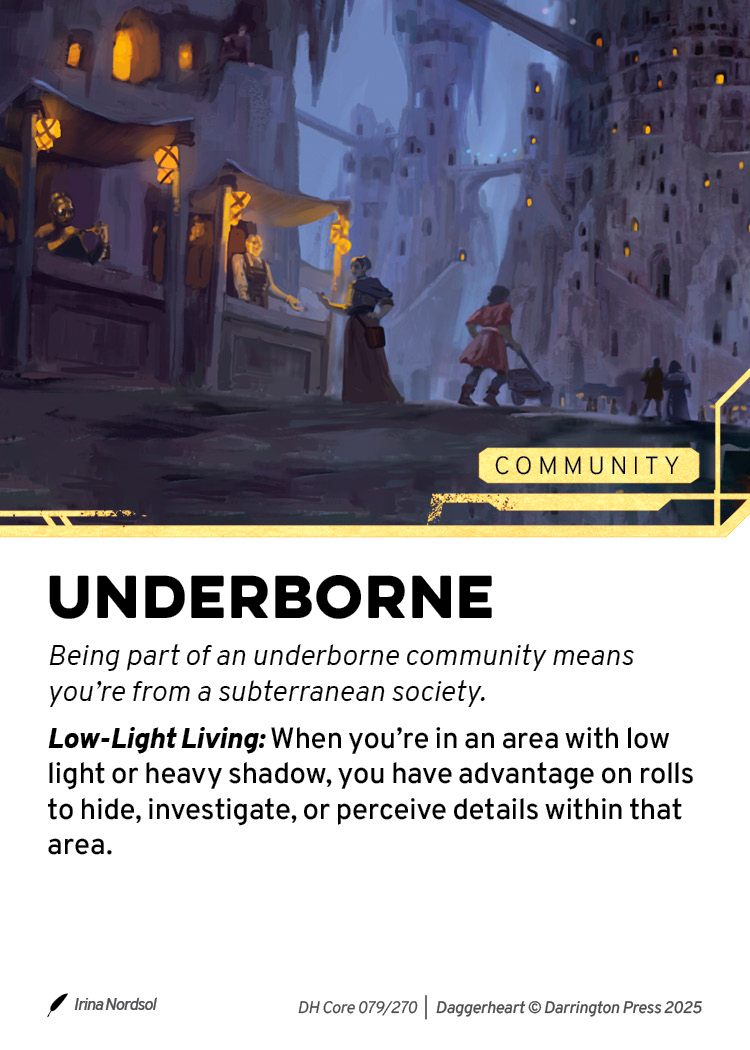 COMMUNITY
UNDERBORNE
Being part of an underborne community means
you’re from a subterranean society.
Low-Light Living: When you’re in an area with low
light or heavy shadow, you have advantage on rolls
to hide, investigate, or perceive details within that
area.
Irina Nordsol
DH Core 079/270 | Daggerheart © Darrington Press 2025